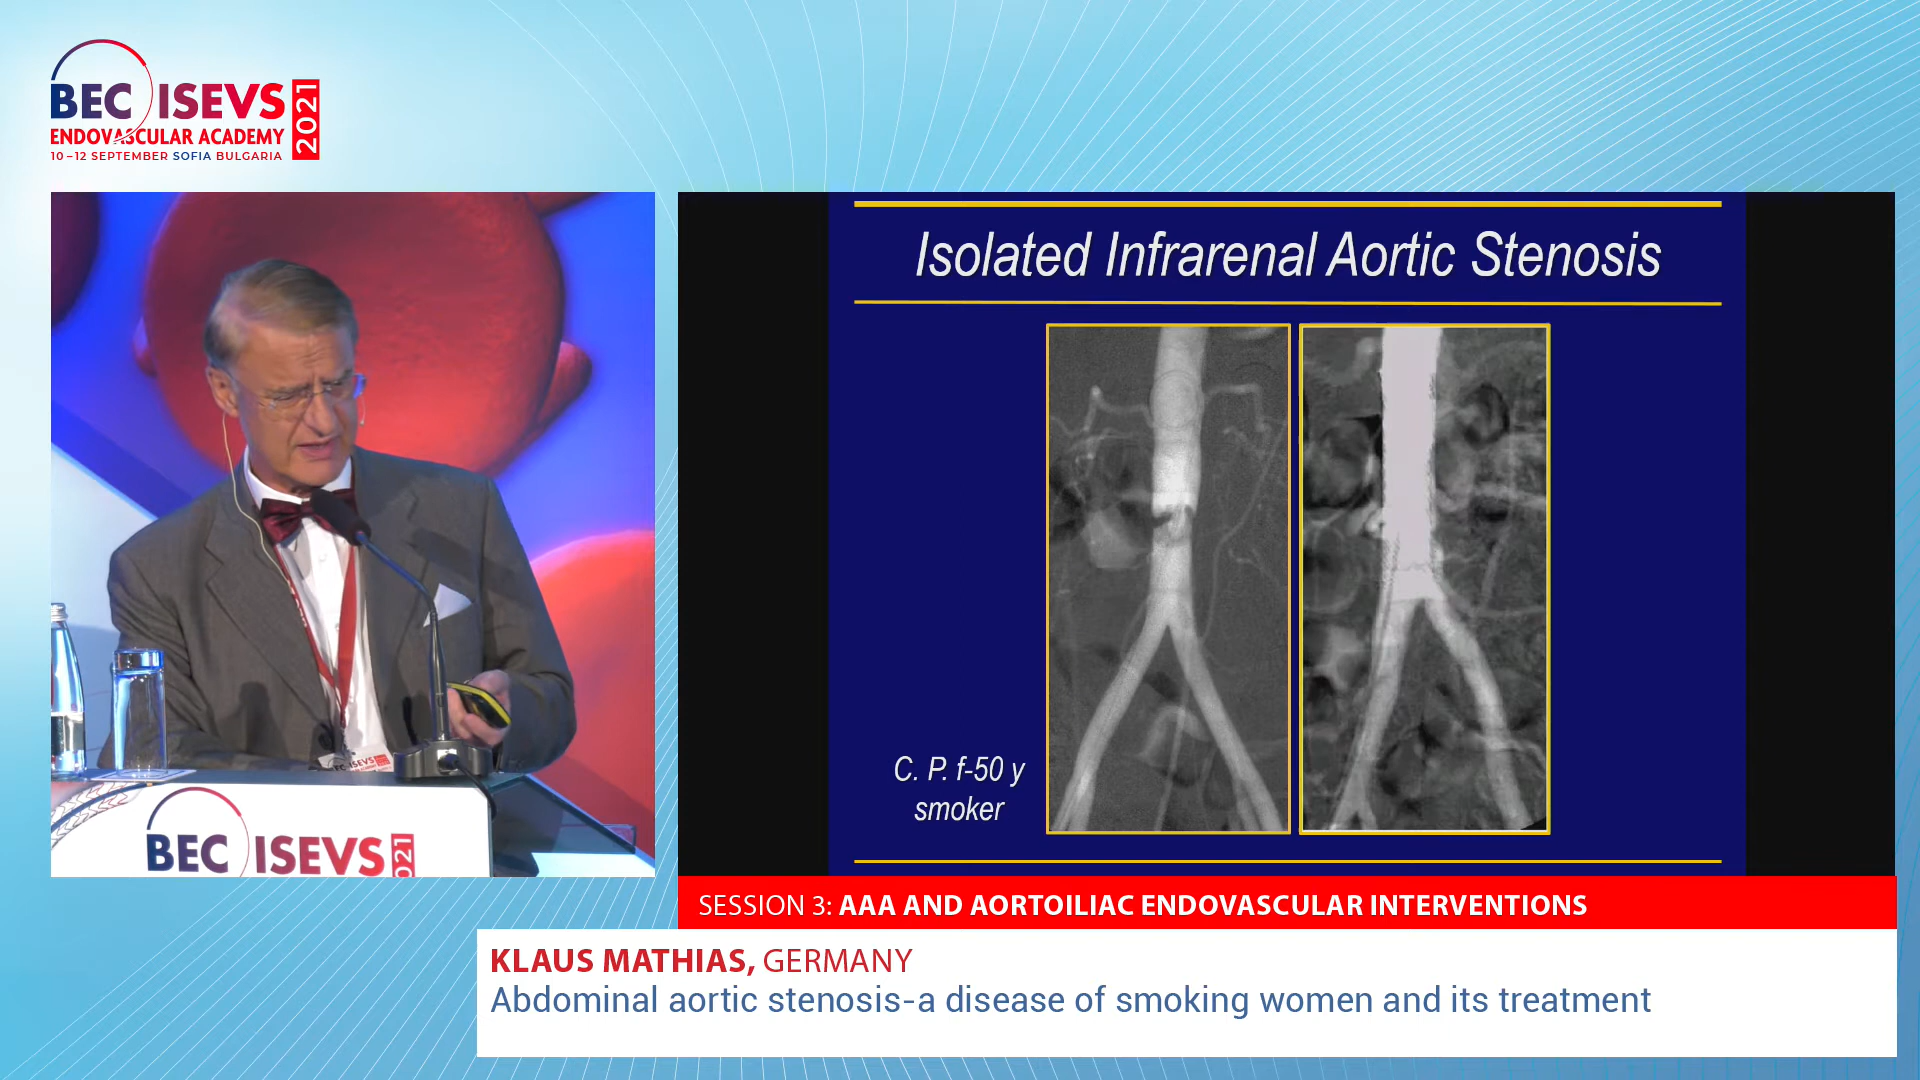 BEC ISEVS
2021
ENDOVASCULAR ACADEMY
10-12 SEPTEMBER SOFIA BULGARIA
Isolated Infrarenal Aortic Stenosis
C. P. f-50 y
smoker
BEC ISEVS
SESSION 3: AAA AND AORTOILIAC ENDOVASCULAR INTERVENTIONS
KLAUS MATHIAS, GERMANY
Abdominal aortic stenosis-a disease of smoking women and its treatment